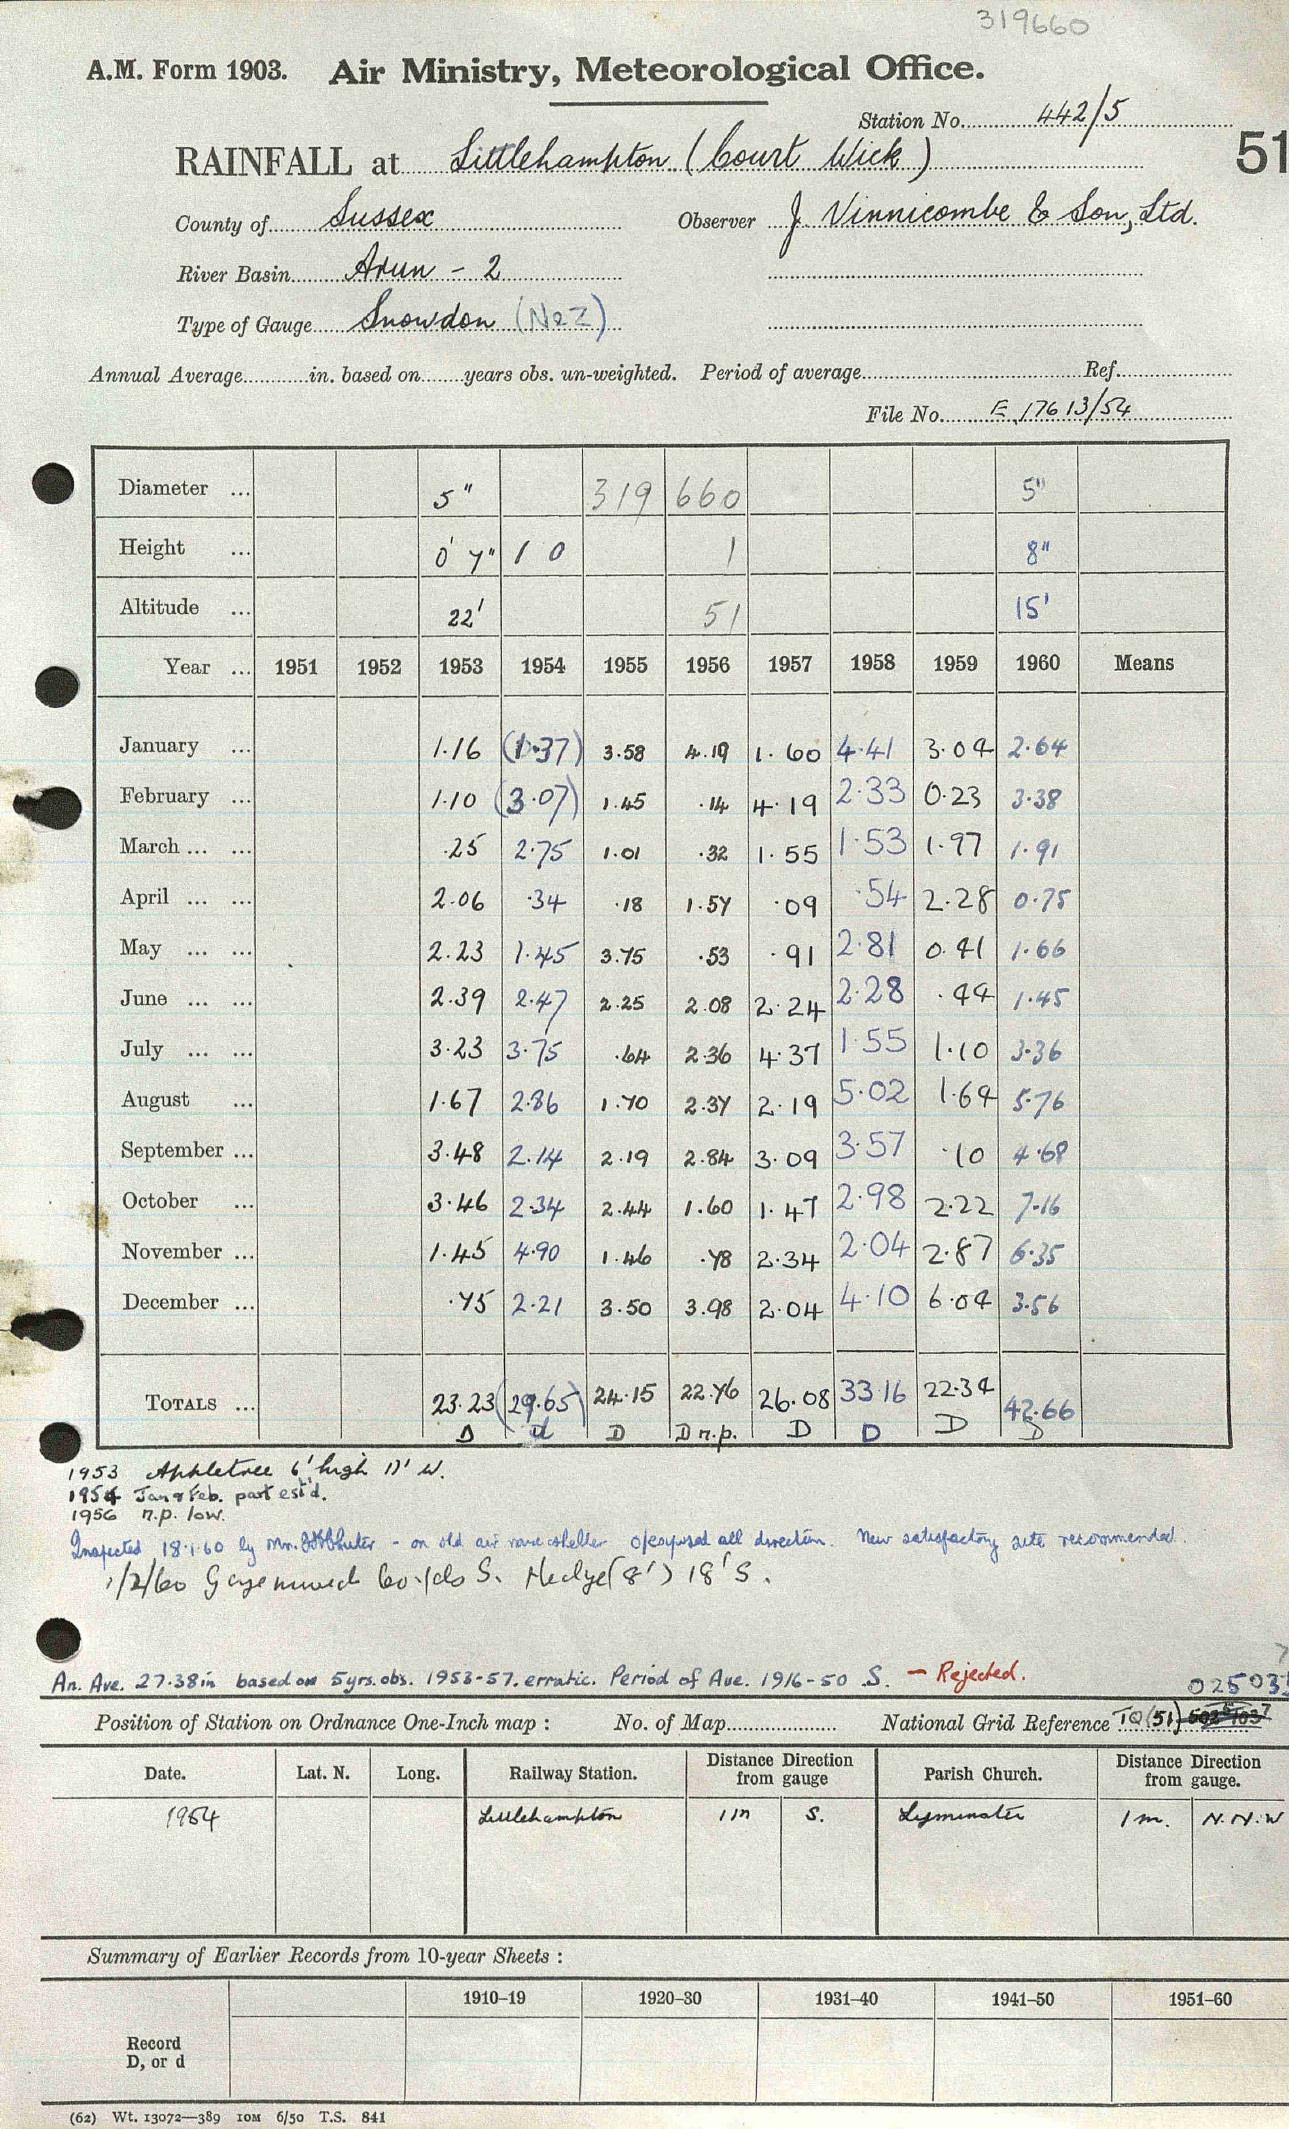 319660
A.M. Form 1903. Air Ministry, Meteorological Office.
Station No. 442/5
RAINFALL at Littlehampton (Court Wick) 51
County of Sussex Observer J. Vinnicombe & Son, Ltd.
River Basin Arun - 2
Type of Gauge Snowdon (N2Z)
Annual Average in. based on years obs. un-weighted. Period of average Ref.
File No. E 17613/54
Diameter ... 5" 319 660 5"
Height ... 0' 7" 1 0 1 8"
Altitude ... 22' 51 15'
Year ... 1951 1952 1953 1954 1955 1956 1957 1958 1959 1960 Means
January ... 1.16 (1.37) 3.58 4.19 1.60 4.41 3.04 2.64
February ... 1.10 (3.07) 1.45 .14 4.19 2.33 0.23 3.38
March ... ... .25 2.75 1.01 .32 1.55 1.53 1.97 1.91
April ... ... 2.06 .34 .18 1.57 .09 .54 2.28 0.75
May ... ... 2.23 1.45 3.75 .53 .91 2.81 0.41 1.66
June ... ... 2.39 2.47 2.25 2.08 2.24 2.28 .44 1.45
July ... ... 3.23 3.75 .64 2.36 4.37 1.55 1.10 3.36
August ... 1.67 2.86 1.70 2.37 2.19 5.02 1.64 5.76
September ... 3.48 2.14 2.19 2.84 3.09 3.57 .10 4.68
October ... 3.46 2.34 2.44 1.60 1.47 2.98 2.22 7.16
November ... 1.45 4.90 1.46 .78 2.34 2.04 2.87 6.35
December ... .75 2.21 3.50 3.98 2.04 4.10 6.04 3.56
TOTALS ... 23.23 (29.65) 24.15 22.76 26.08 33.16 22.34 42.66
D d D D n.p. D D D D
1953 Appletree 6' high 11' W.
1954 Jan & Feb. part est'd.
1956 n.p. low.
Inspected 18.1.60 by Mr. - on old air raid shelter o/exposed all direction. New satisfactory site recommended.
1/2/60 Gauge moved 60 yds S. Hedge (8') 18' S.
An. Ave. 27.38in based on 5yrs. obs. 1953-57. erratic. Period of Ave. 1916-50 S. - Rejected.
Position of Station on Ordnance One-Inch map : No. of Map National Grid Reference TQ (51)
Date. Lat. N. Long. Railway Station. Distance Direction from gauge Parish Church. Distance Direction from gauge.
1954 Littlehampton 1m S. Lyminster 1m. N.N.W
Summary of Earlier Records from 10-year Sheets :
1910–19 1920–30 1931–40 1941–50 1951–60
Record
D, or d
(62) Wt. 13072—389 10M 6/50 T.S. 841